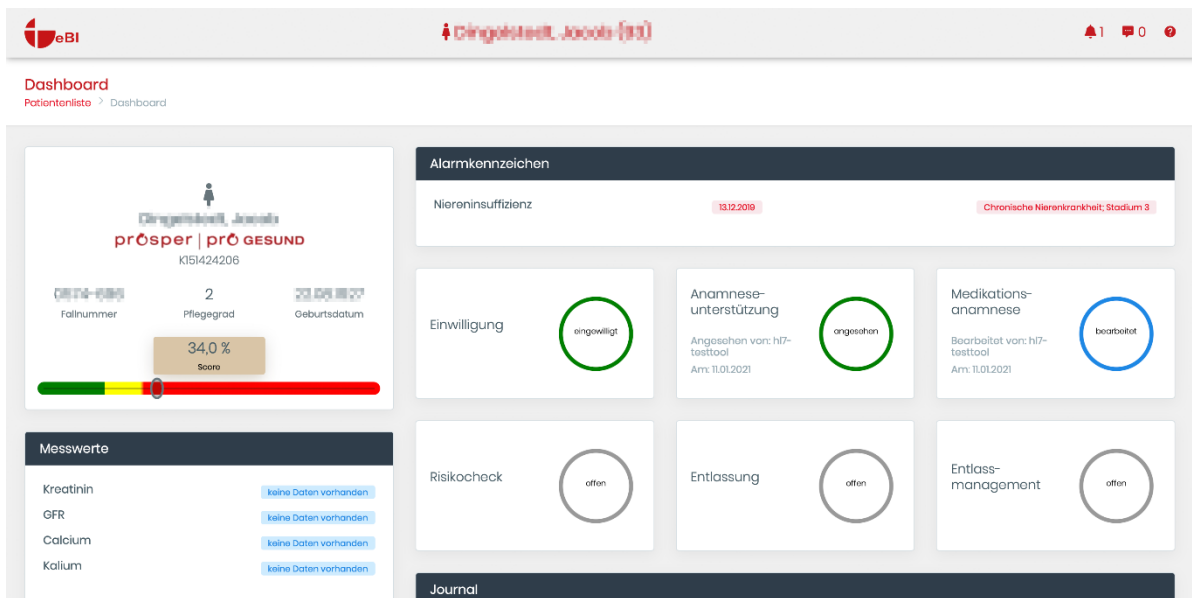 eBI
1
0
?
Dashboard
Patientenliste > Dashboard
prosper | pro GESUND
K151424206
2
Fallnummer Pflegegrad Geburtsdatum
34,0 %
Score
Messwerte
Kreatinin keine Daten vorhanden
GFR keine Daten vorhanden
Calcium keine Daten vorhanden
Kalium keine Daten vorhanden
Alarmkennzeichen
Niereninsuffizienz 13.12.2019 Chronische Nierenkrankheit; Stadium 3
Einwilligung
eingewilligt
Anamnese-
unterstützung
Angesehen von: hl7-
testtool
Am: 11.01.2021
angesehen
Medikations-
anamnese
Bearbeitet von: hl7-
testtool
Am: 11.01.2021
bearbeitet
Risikocheck
offen
Entlassung
offen
Entlass-
management
offen
Journal